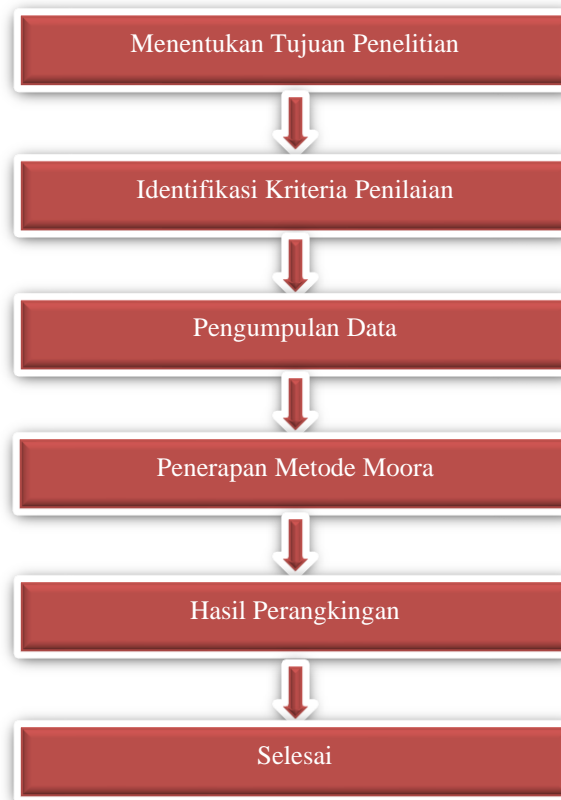 Menentukan Tujuan Penelitian
Identifikasi Kriteria Penilaian
Pengumpulan Data
Penerapan Metode Moora
Hasil Perangkingan
Selesai